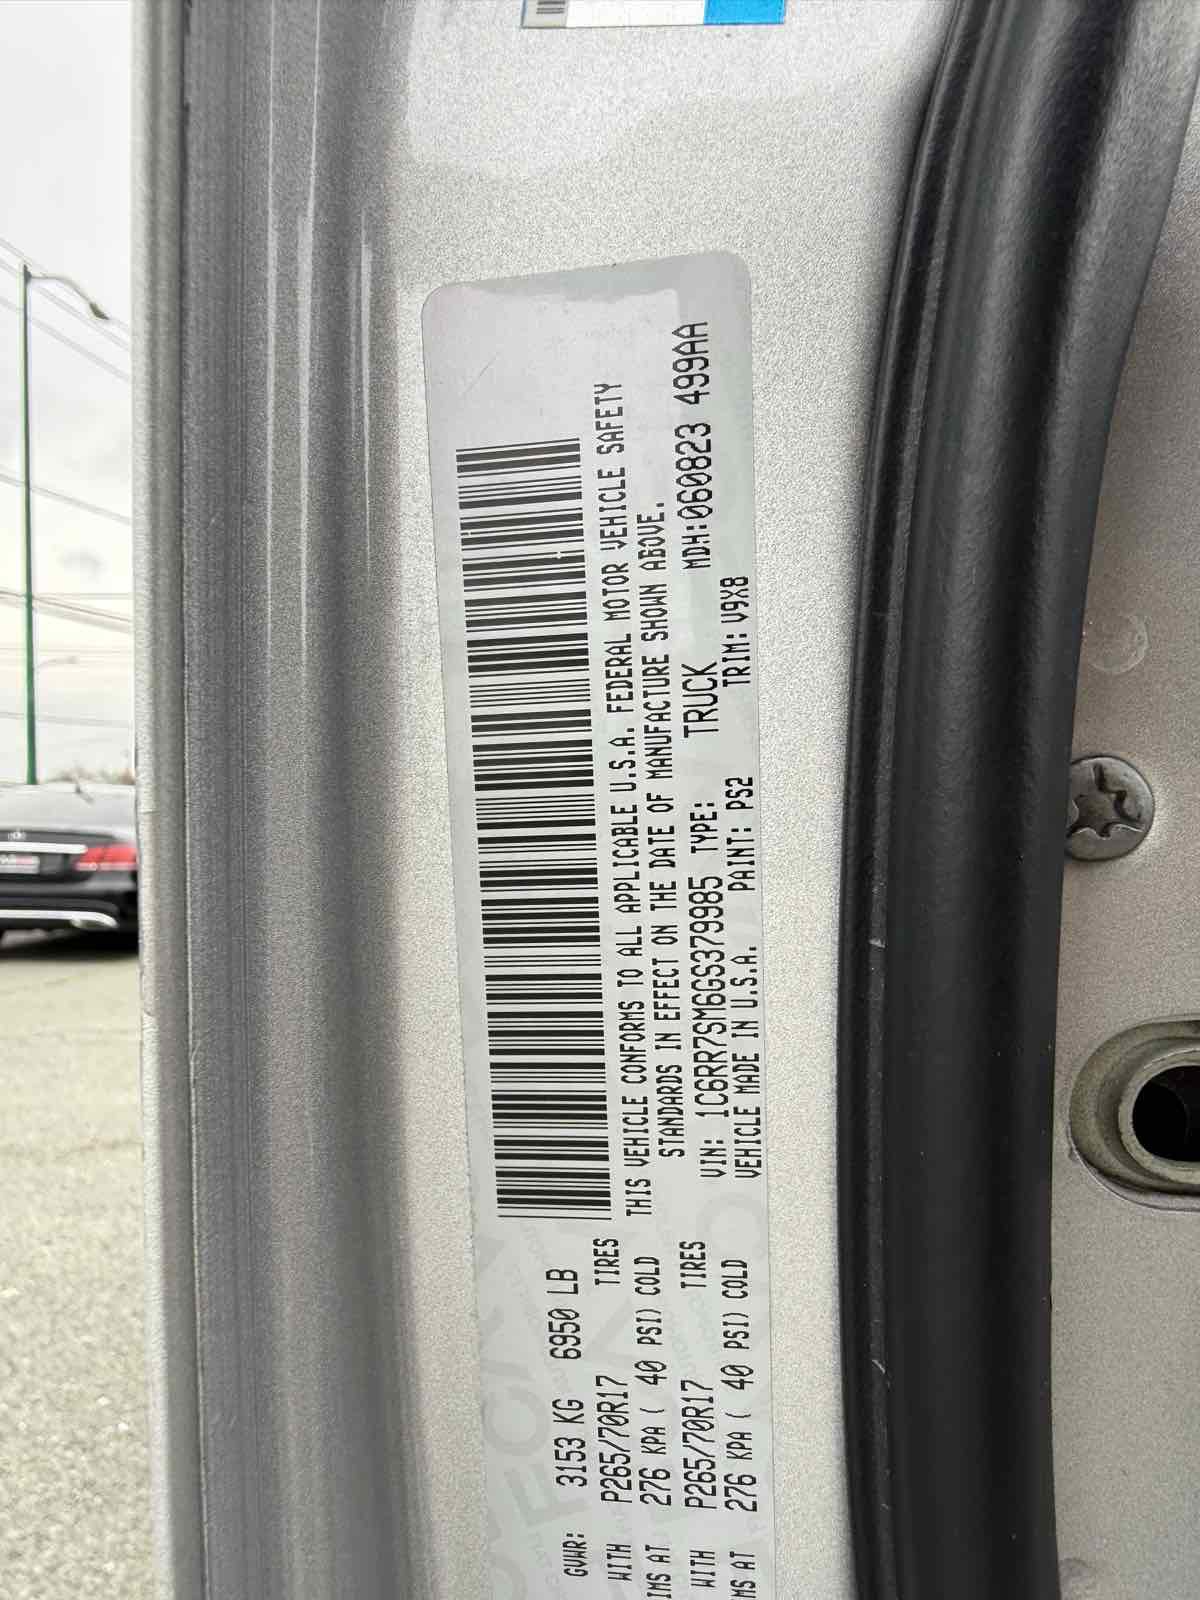 GVWR: 3153 KG 6950 LB
WITH P265/70R17 TIRES
IMS AT 276 KPA ( 40 PSI) COLD
WITH P265/70R17 TIRES
MS AT 276 KPA ( 40 PSI) COLD
THIS VEHICLE CONFORMS TO ALL APPLICABLE U.S.A. FEDERAL MOTOR VEHICLE SAFETY
STANDARDS IN EFFECT ON THE DATE OF MANUFACTURE SHOWN ABOVE.
VIN: 1C6RR7SM6GS379985 TYPE: TRUCK MDH:060823 499AA
VEHICLE MADE IN U.S.A. PAINT: PS2 TRIM: V9X8